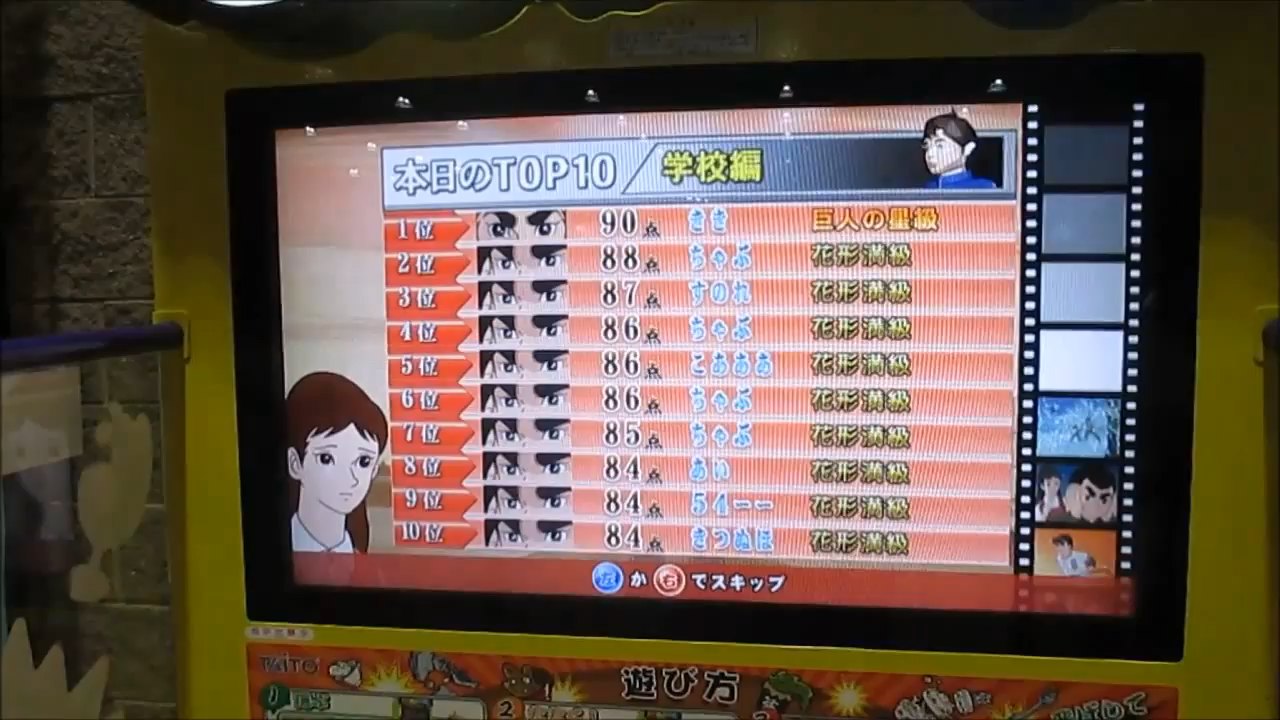 本日のTOP10/学校編
1位 90点 きき 巨人の星級
2位 88点 ちゃぶ 花形満級
3位 87点 すのれ 花形満級
4位 86点 ちゃぶ 花形満級
5位 86点 こあああ 花形満級
6位 86点 ちゃぶ 花形満級
7位 85点 ちゃぶ 花形満級
8位 84点 あい 花形満級
9位 84点 54ーー 花形満級
10位 84点 きつぬほ 花形満級
左か右でスキップ
TAITO
遊び方
1
2